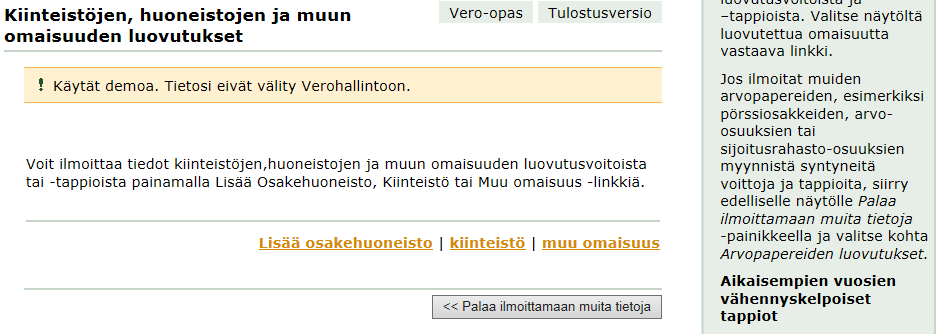 Kiinteistöjen, huoneistojen ja muun
omaisuuden luovutukset
Vero-opas
Tulostusversio
! Käytät demoa. Tietosi eivät välity Verohallintoon.
Voit ilmoittaa tiedot kiinteistöjen,huoneistojen ja muun omaisuuden luovutusvoitoista
tai -tappioista painamalla Lisää Osakehuoneisto, Kiinteistö tai Muu omaisuus -linkkiä.
Lisää osakehuoneisto | kiinteistö | muu omaisuus
<< Palaa ilmoittamaan muita tietoja
luovutusvoitoista ja
–tappioista. Valitse näytöltä
luovutettua omaisuutta
vastaava linkki.
Jos ilmoitat muiden
arvopapereiden, esimerkiksi
pörssiosakkeiden, arvo-
osuuksien tai
sijoitusrahasto-osuuksien
myynnistä syntyneitä
voittoja ja tappioita, siirry
edelliselle näytölle Palaa
ilmoittamaan muita tietoja
-painikkeella ja valitse kohta
Arvopapereiden luovutukset.
Aikaisempien vuosien
vähennyskelpoiset
tappiot